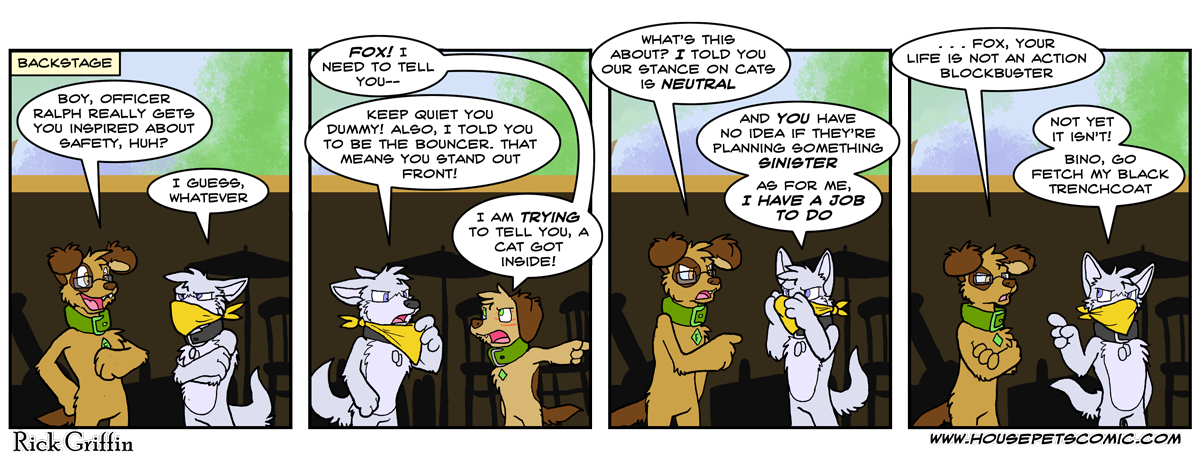 BACKSTAGE
BOY, OFFICER
RALPH REALLY GETS
YOU INSPIRED ABOUT
SAFETY, HUH?
I GUESS,
WHATEVER
FOX! I
NEED TO TELL
YOU--
KEEP QUIET YOU
DUMMY! ALSO, I TOLD YOU
TO BE THE BOUNCER. THAT
MEANS YOU STAND OUT
FRONT!
I AM TRYING
TO TELL YOU, A
CAT GOT
INSIDE!
WHAT'S THIS
ABOUT? I TOLD YOU
OUR STANCE ON CATS
IS NEUTRAL
AND YOU HAVE
NO IDEA IF THEY'RE
PLANNING SOMETHING
SINISTER
AS FOR ME,
I HAVE A JOB
TO DO
. . . FOX, YOUR
LIFE IS NOT AN ACTION
BLOCKBUSTER
NOT YET
IT ISN'T!
BINO, GO
FETCH MY BLACK
TRENCHCOAT
Rick Griffin
WWW.HOUSEPETSCOMIC.COM